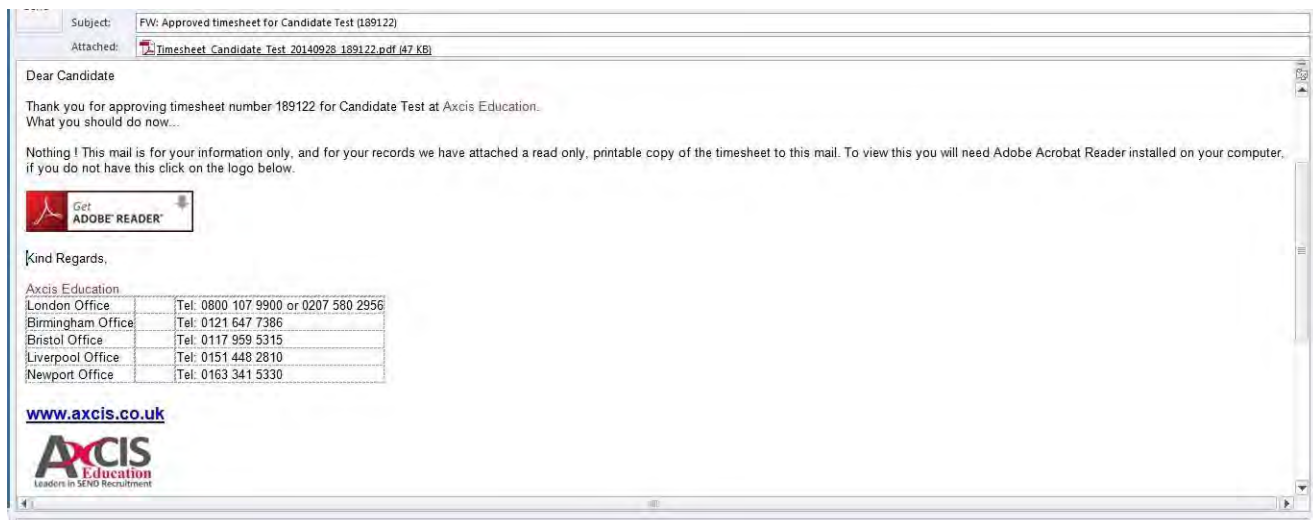 Subject: FW: Approved timesheet for Candidate Test (189122)
Attached: Timesheet_Candidate_Test_20140928_189122.pdf (47 KB)
Dear Candidate
Thank you for approving timesheet number 189122 for Candidate Test at Axcis Education.
What you should do now...
Nothing ! This mail is for your information only, and for your records we have attached a read only, printable copy of the timesheet to this mail. To view this you will need Adobe Acrobat Reader installed on your computer,
if you do not have this click on the logo below.
Get
ADOBE® READER®
Kind Regards,
Axcis Education
London Office Tel: 0800 107 9900 or 0207 580 2956
Birmingham Office Tel: 0121 647 7386
Bristol Office Tel: 0117 959 5315
Liverpool Office Tel: 0151 448 2810
Newport Office Tel: 0163 341 5330
www.axcis.co.uk
AXCIS
Education
Leaders in SEND Recruitment